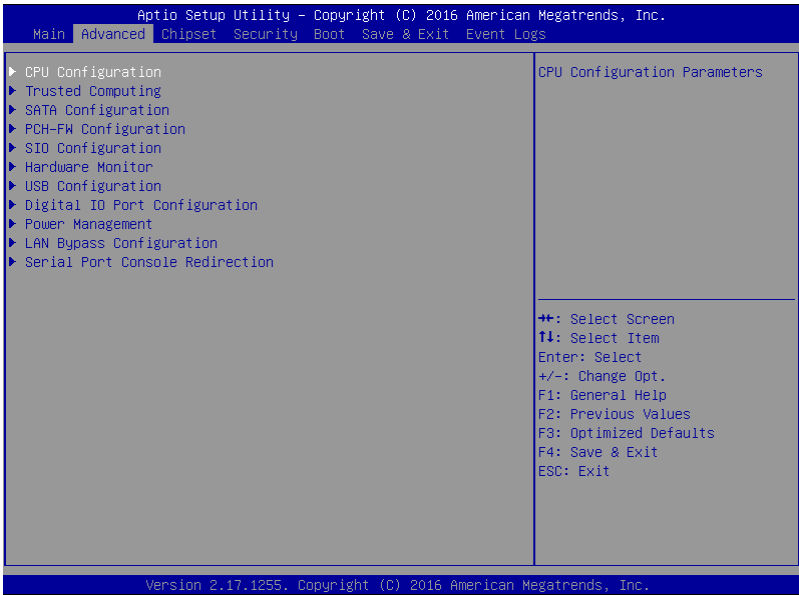 Aptio Setup Utility – Copyright (C) 2016 American Megatrends, Inc.
Main Advanced Chipset Security Boot Save & Exit Event Logs
CPU Configuration
Trusted Computing
SATA Configuration
PCH-FW Configuration
SIO Configuration
Hardware Monitor
USB Configuration
Digital IO Port Configuration
Power Management
LAN Bypass Configuration
Serial Port Console Redirection
CPU Configuration Parameters
→←: Select Screen
↑↓: Select Item
Enter: Select
+/-: Change Opt.
F1: General Help
F2: Previous Values
F3: Optimized Defaults
F4: Save & Exit
ESC: Exit
Version 2.17.1255. Copyright (C) 2016 American Megatrends, Inc.